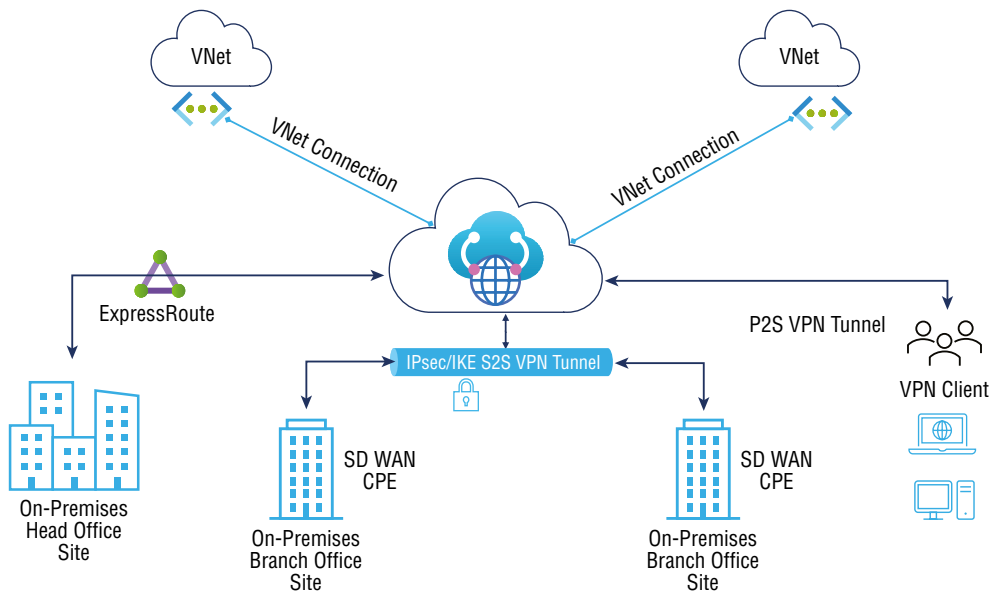 VNet
VNet
VNet Connection
VNet Connection
ExpressRoute
P2S VPN Tunnel
IPsec/IKE S2S VPN Tunnel
VPN Client
SD WAN
CPE
SD WAN
CPE
On-Premises
Head Office
Site
On-Premises
Branch Office
Site
On-Premises
Branch Office
Site